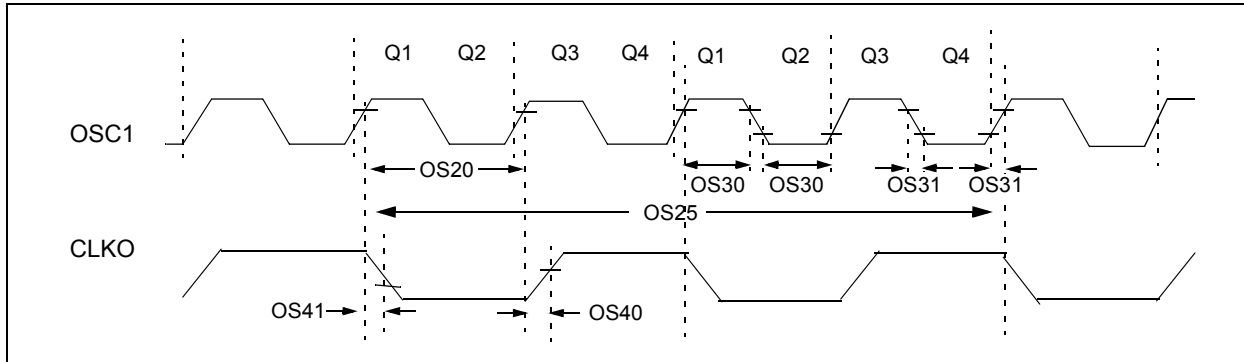 Q1 Q2 Q3 Q4 Q1 Q2 Q3 Q4
OSC1
OS20
OS30 OS30 OS31 OS31
OS25
CLKO
OS41 OS40